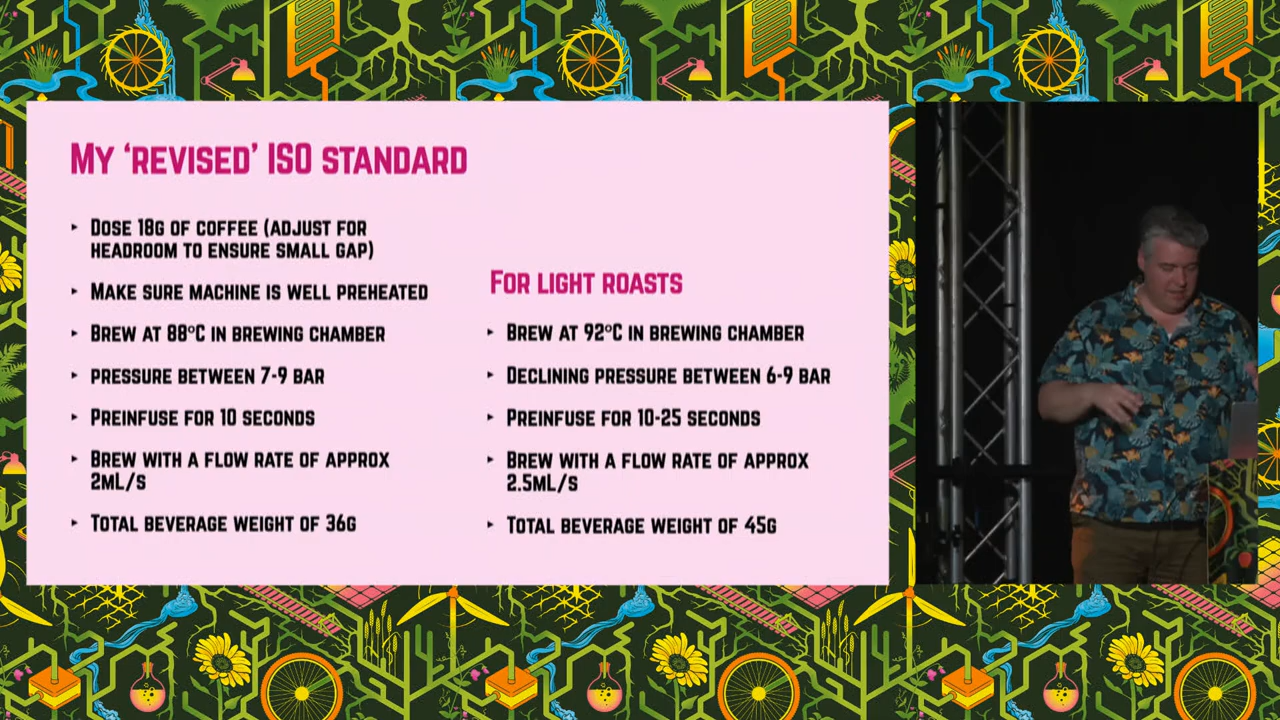 My 'revised' ISO standard
Dose 18g of coffee (adjust for
headroom to ensure small gap)
Make sure machine is well preheated
Brew at 88°C in brewing chamber
pressure between 7-9 bar
Preinfuse for 10 seconds
Brew with a flow rate of approx
2mL/s
Total beverage weight of 36g
For light roasts
Brew at 92°C in brewing chamber
Declining pressure between 6-9 bar
Preinfuse for 10-25 seconds
Brew with a flow rate of approx
2.5mL/s
Total beverage weight of 45g